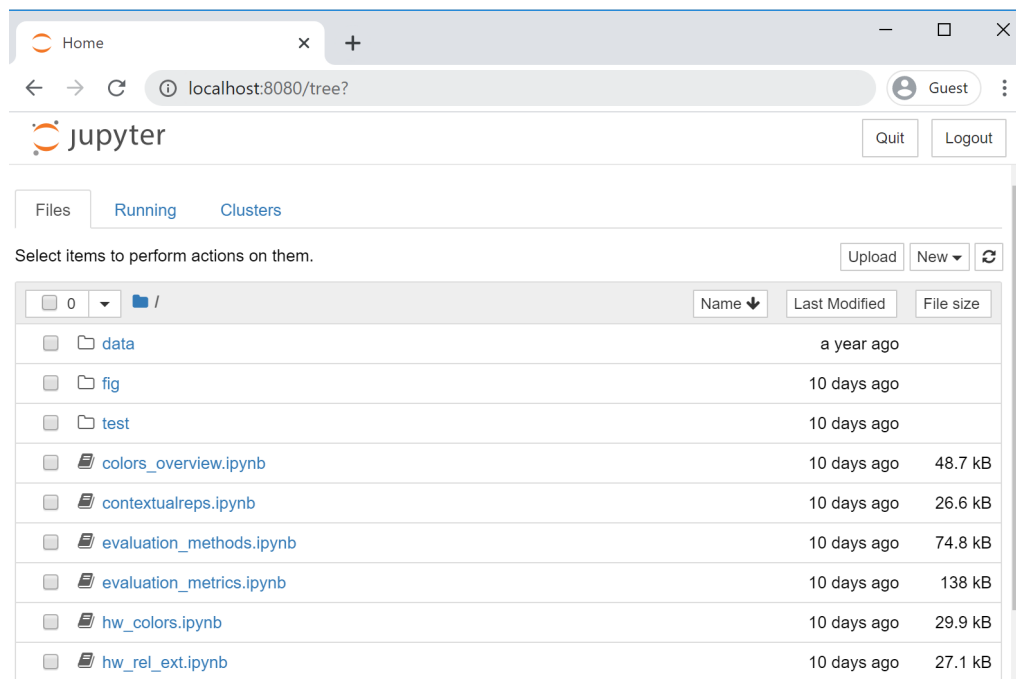 Home
localhost:8080/tree?
Guest
jupyter
Quit Logout
Files Running Clusters
Select items to perform actions on them.
Upload New
0 / Name Last Modified File size
data a year ago
fig 10 days ago
test 10 days ago
colors_overview.ipynb 10 days ago 48.7 kB
contextualreps.ipynb 10 days ago 26.6 kB
evaluation_methods.ipynb 10 days ago 74.8 kB
evaluation_metrics.ipynb 10 days ago 138 kB
hw_colors.ipynb 10 days ago 29.9 kB
hw_rel_ext.ipynb 10 days ago 27.1 kB